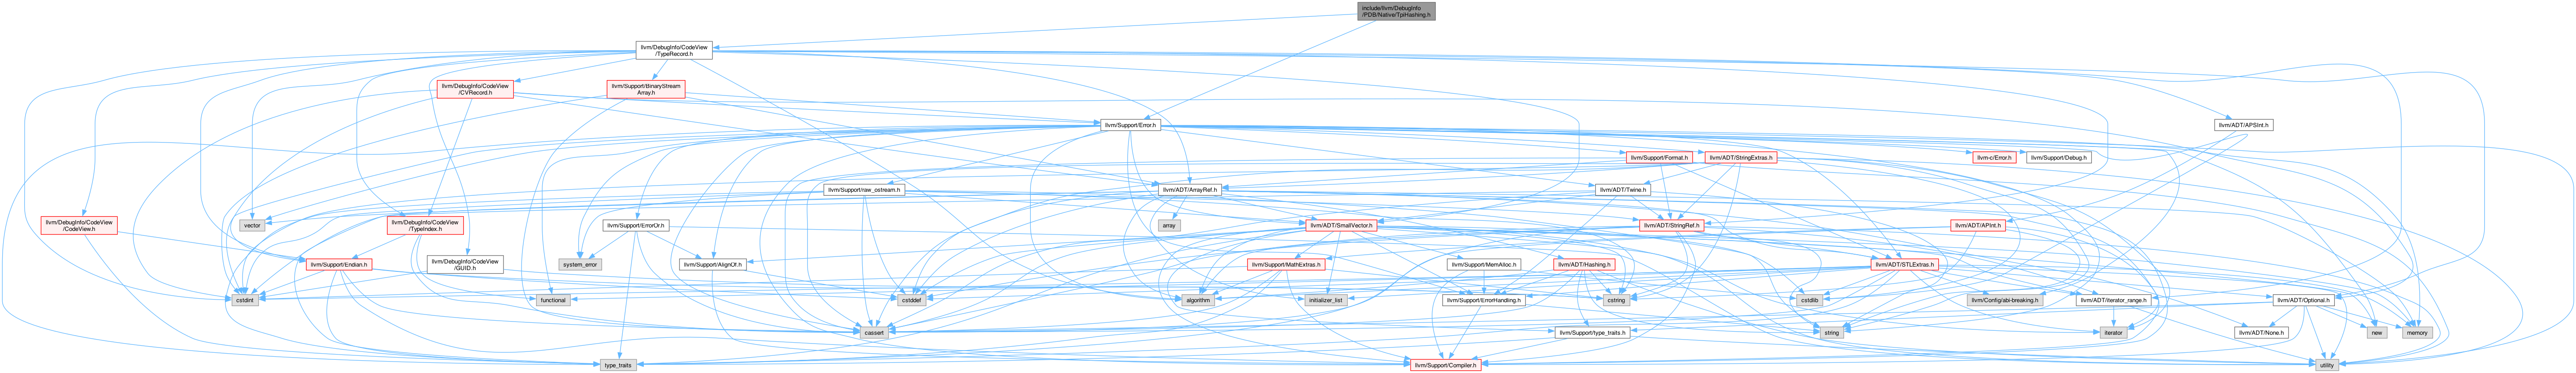 include/llvm/DebugInfo
/PDB/Native/TpiHashing.h
llvm/DebugInfo/CodeView
/TypeRecord.h
llvm/DebugInfo/CodeView
/CVRecord.h
llvm/Support/BinaryStream
Array.h
llvm/Support/Error.h
llvm/ADT/APSInt.h
llvm/Support/Format.h
llvm/ADT/StringExtras.h
llvm-c/Error.h
llvm/Support/Debug.h
llvm/Support/raw_ostream.h
llvm/ADT/ArrayRef.h
llvm/ADT/Twine.h
llvm/DebugInfo/CodeView
/CodeView.h
vector
llvm/DebugInfo/CodeView
/TypeIndex.h
llvm/Support/ErrorOr.h
array
llvm/ADT/SmallVector.h
llvm/ADT/StringRef.h
llvm/ADT/APInt.h
llvm/Support/Endian.h
llvm/DebugInfo/CodeView
/GUID.h
system_error
llvm/Support/AlignOf.h
llvm/Support/MathExtras.h
llvm/Support/MemAlloc.h
llvm/ADT/Hashing.h
llvm/ADT/STLExtras.h
cstdint
functional
cstddef
algorithm
initializer_list
llvm/Support/ErrorHandling.h
cstring
cstdlib
llvm/Config/abi-breaking.h
llvm/ADT/iterator_range.h
llvm/ADT/Optional.h
cassert
llvm/Support/type_traits.h
string
iterator
llvm/ADT/None.h
new
memory
type_traits
llvm/Support/Compiler.h
utility